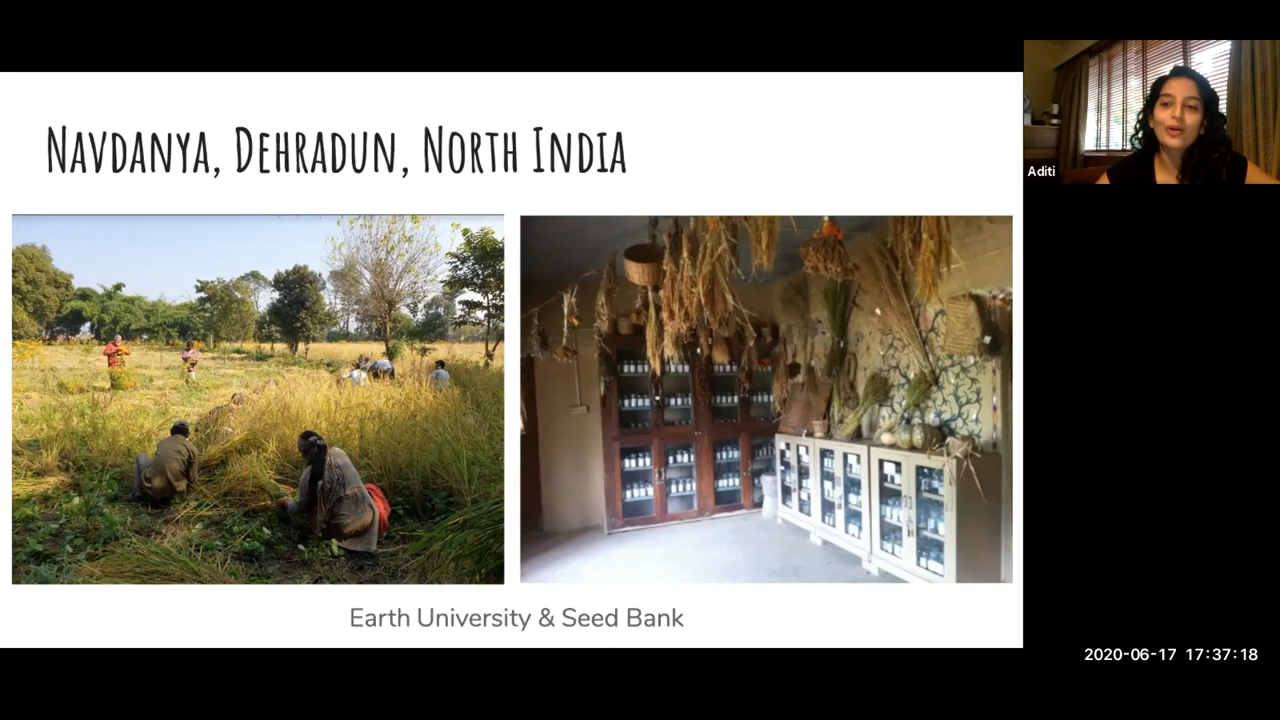 Navdanya, Dehradun, North India
Aditi
Earth University & Seed Bank
2020-06-17 17:37:18